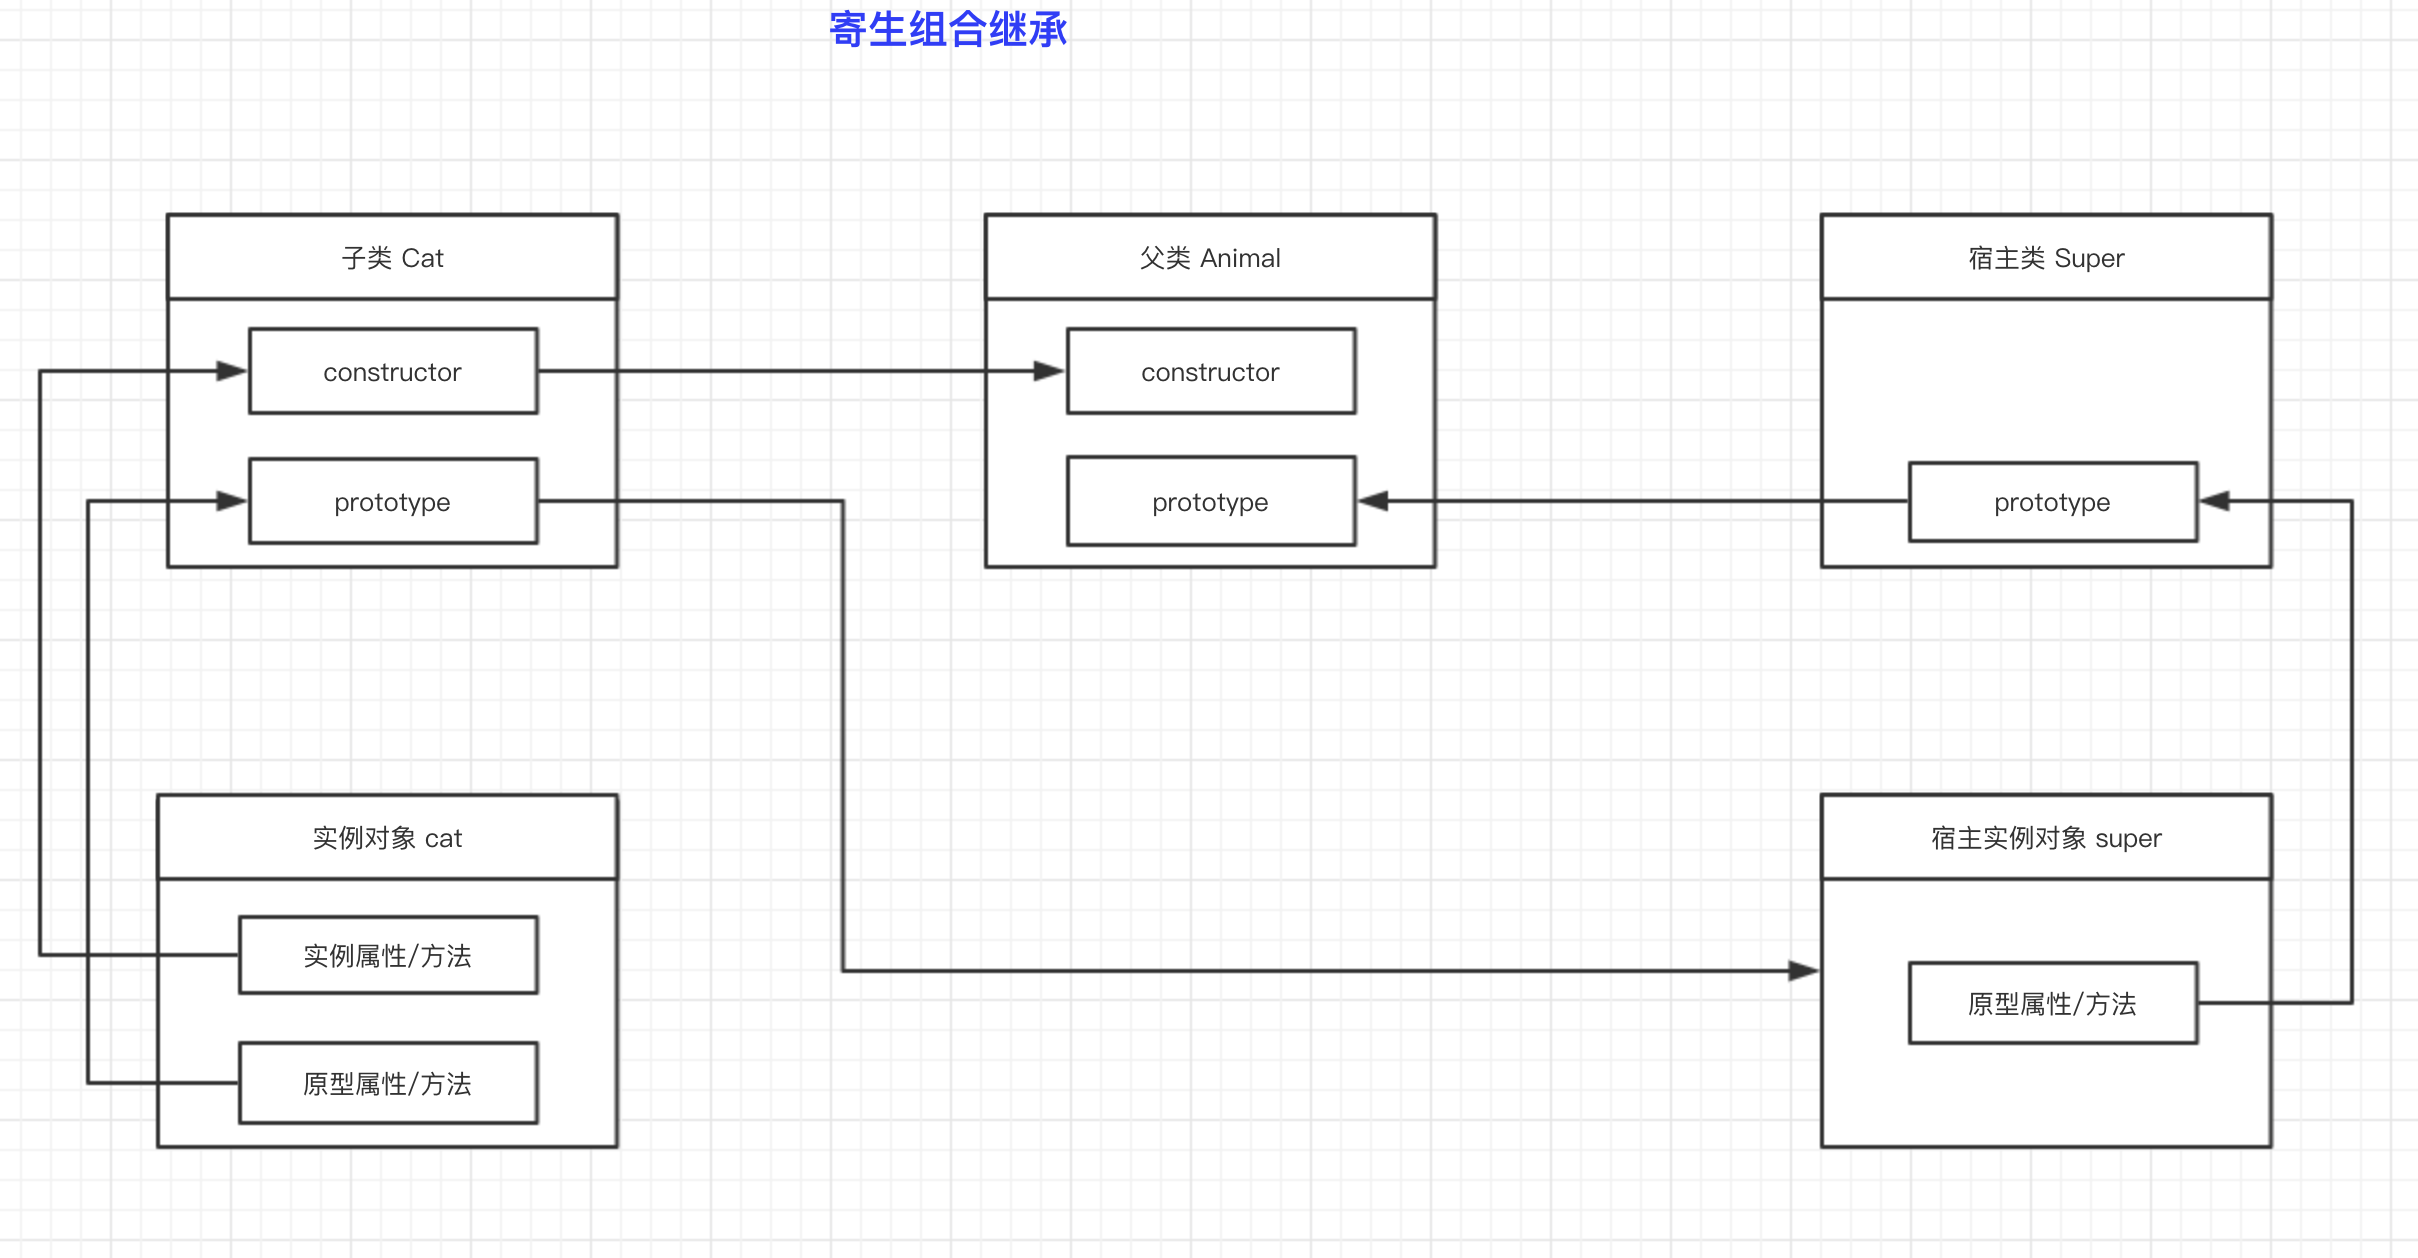 寄生组合继承
子类 Cat
constructor
prototype
父类 Animal
constructor
prototype
宿主类 Super
prototype
实例对象 cat
实例属性/方法
原型属性/方法
宿主实例对象 super
原型属性/方法